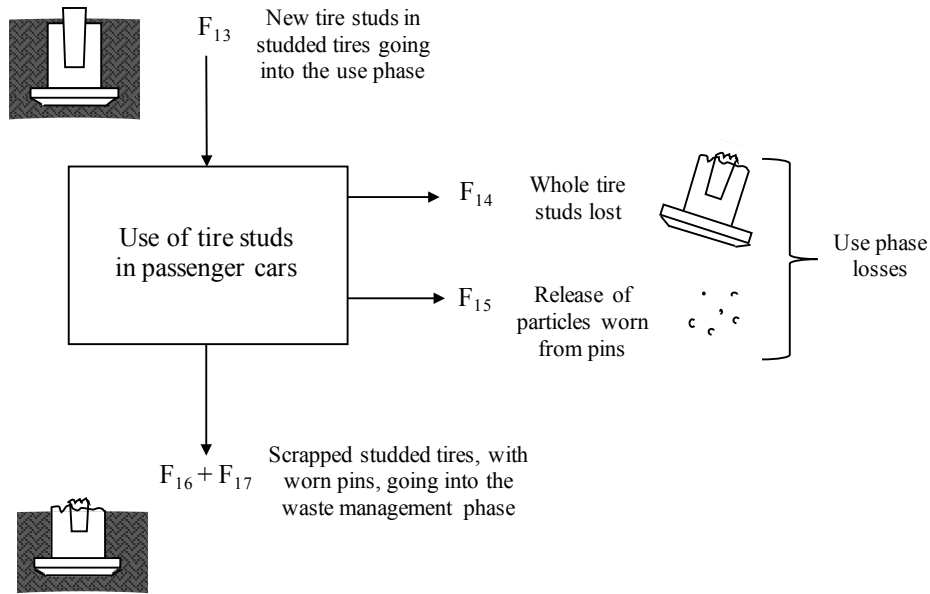 F13
New tire studs in
studded tires going
into the use phase
Use of tire studs
in passenger cars
F14
Whole tire
studs lost
F15
Release of
particles worn
from pins
Use phase
losses
F16 + F17
Scrapped studded tires, with
worn pins, going into the
waste management phase